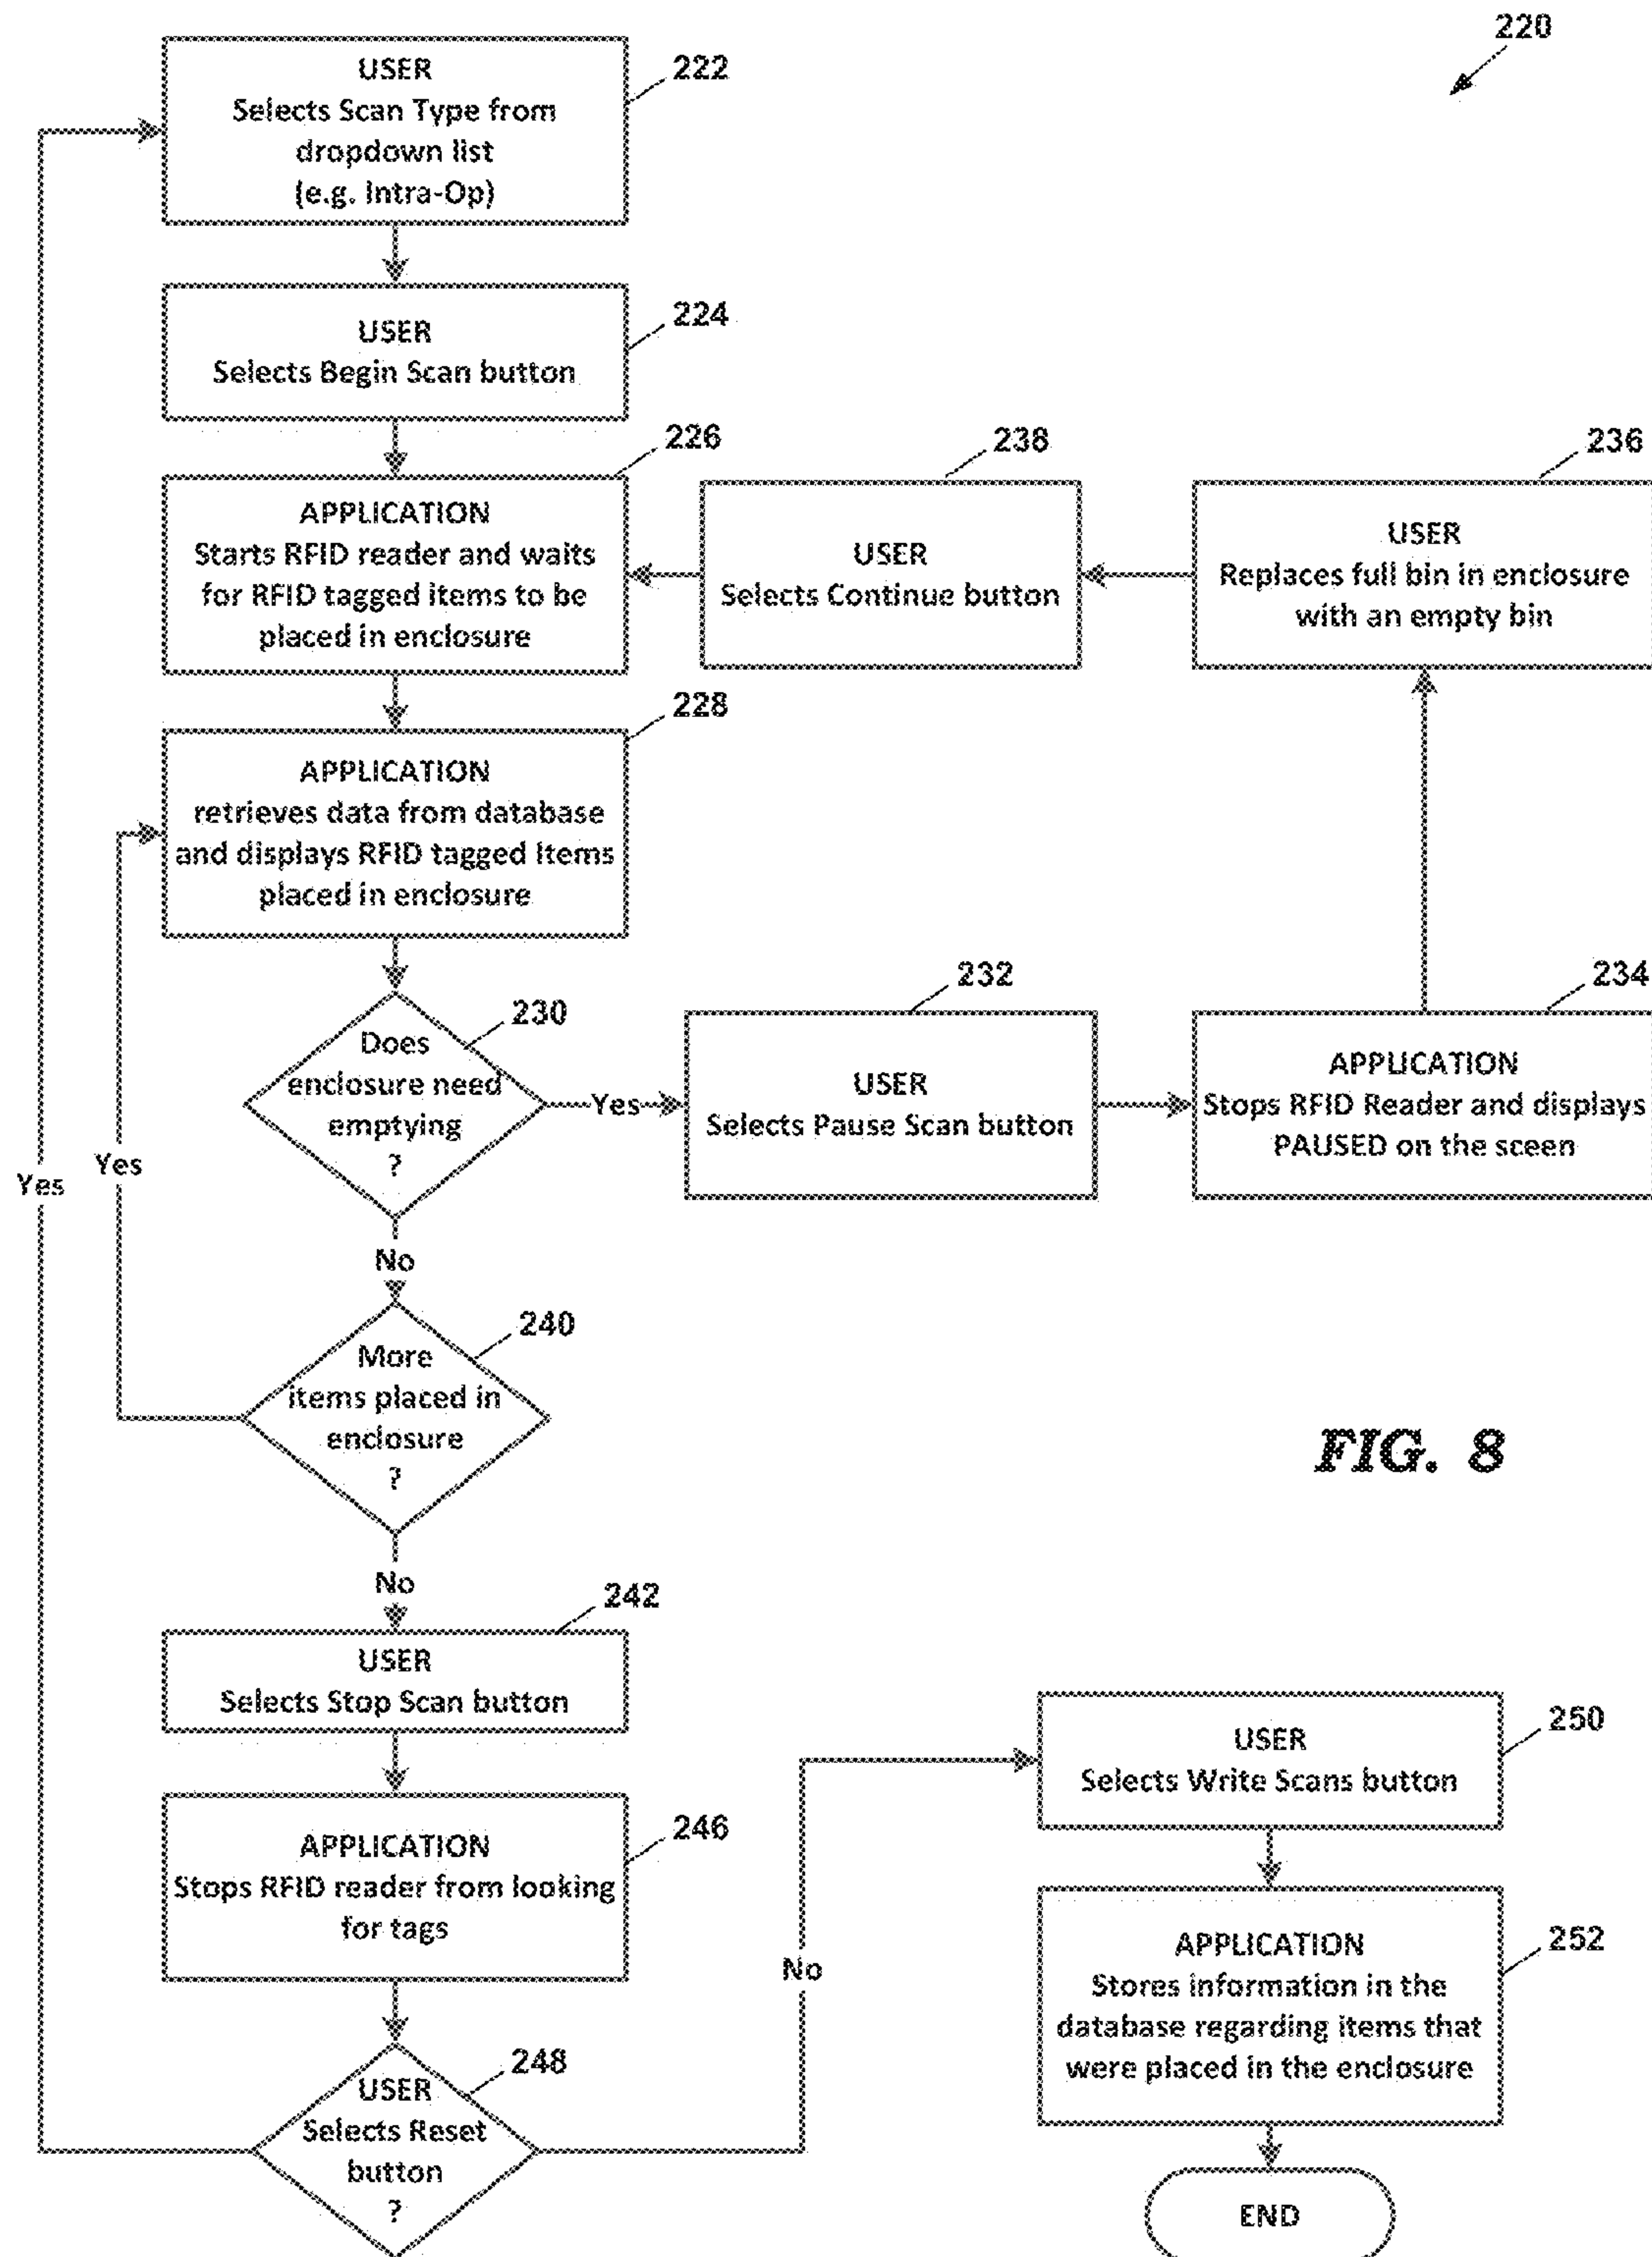 220
USER
Selects Scan Type from
dropdown list
(e.g. Intra-Op)
222
USER
Selects Begin Scan button
224
APPLICATION
Starts RFID reader and waits
for RFID tagged items to be
placed in enclosure
226
USER
Selects Continue button
238
USER
Replaces full bin in enclosure
with an empty bin
236
APPLICATION
retrieves data from database
and displays RFID tagged Items
placed in enclosure
228
Does
enclosure need
emptying
?
230
Yes
USER
Selects Pause Scan button
232
APPLICATION
Stops RFID Reader and displays
PAUSED on the sceen
234
Yes
Yes
No
More
items placed in
enclosure
?
240
FIG. 8
No
USER
Selects Stop Scan button
242
APPLICATION
Stops RFID reader from looking
for tags
246
USER
Selects Reset
button
?
248
No
USER
Selects Write Scans button
250
APPLICATION
Stores information in the
database regarding items that
were placed in the enclosure
252
END